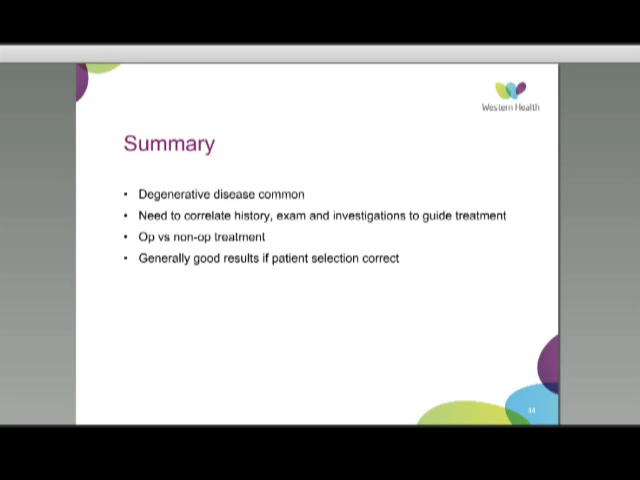 Western Health
Summary
• Degenerative disease common
• Need to correlate history, exam and investigations to guide treatment
• Op vs non-op treatment
• Generally good results if patient selection correct